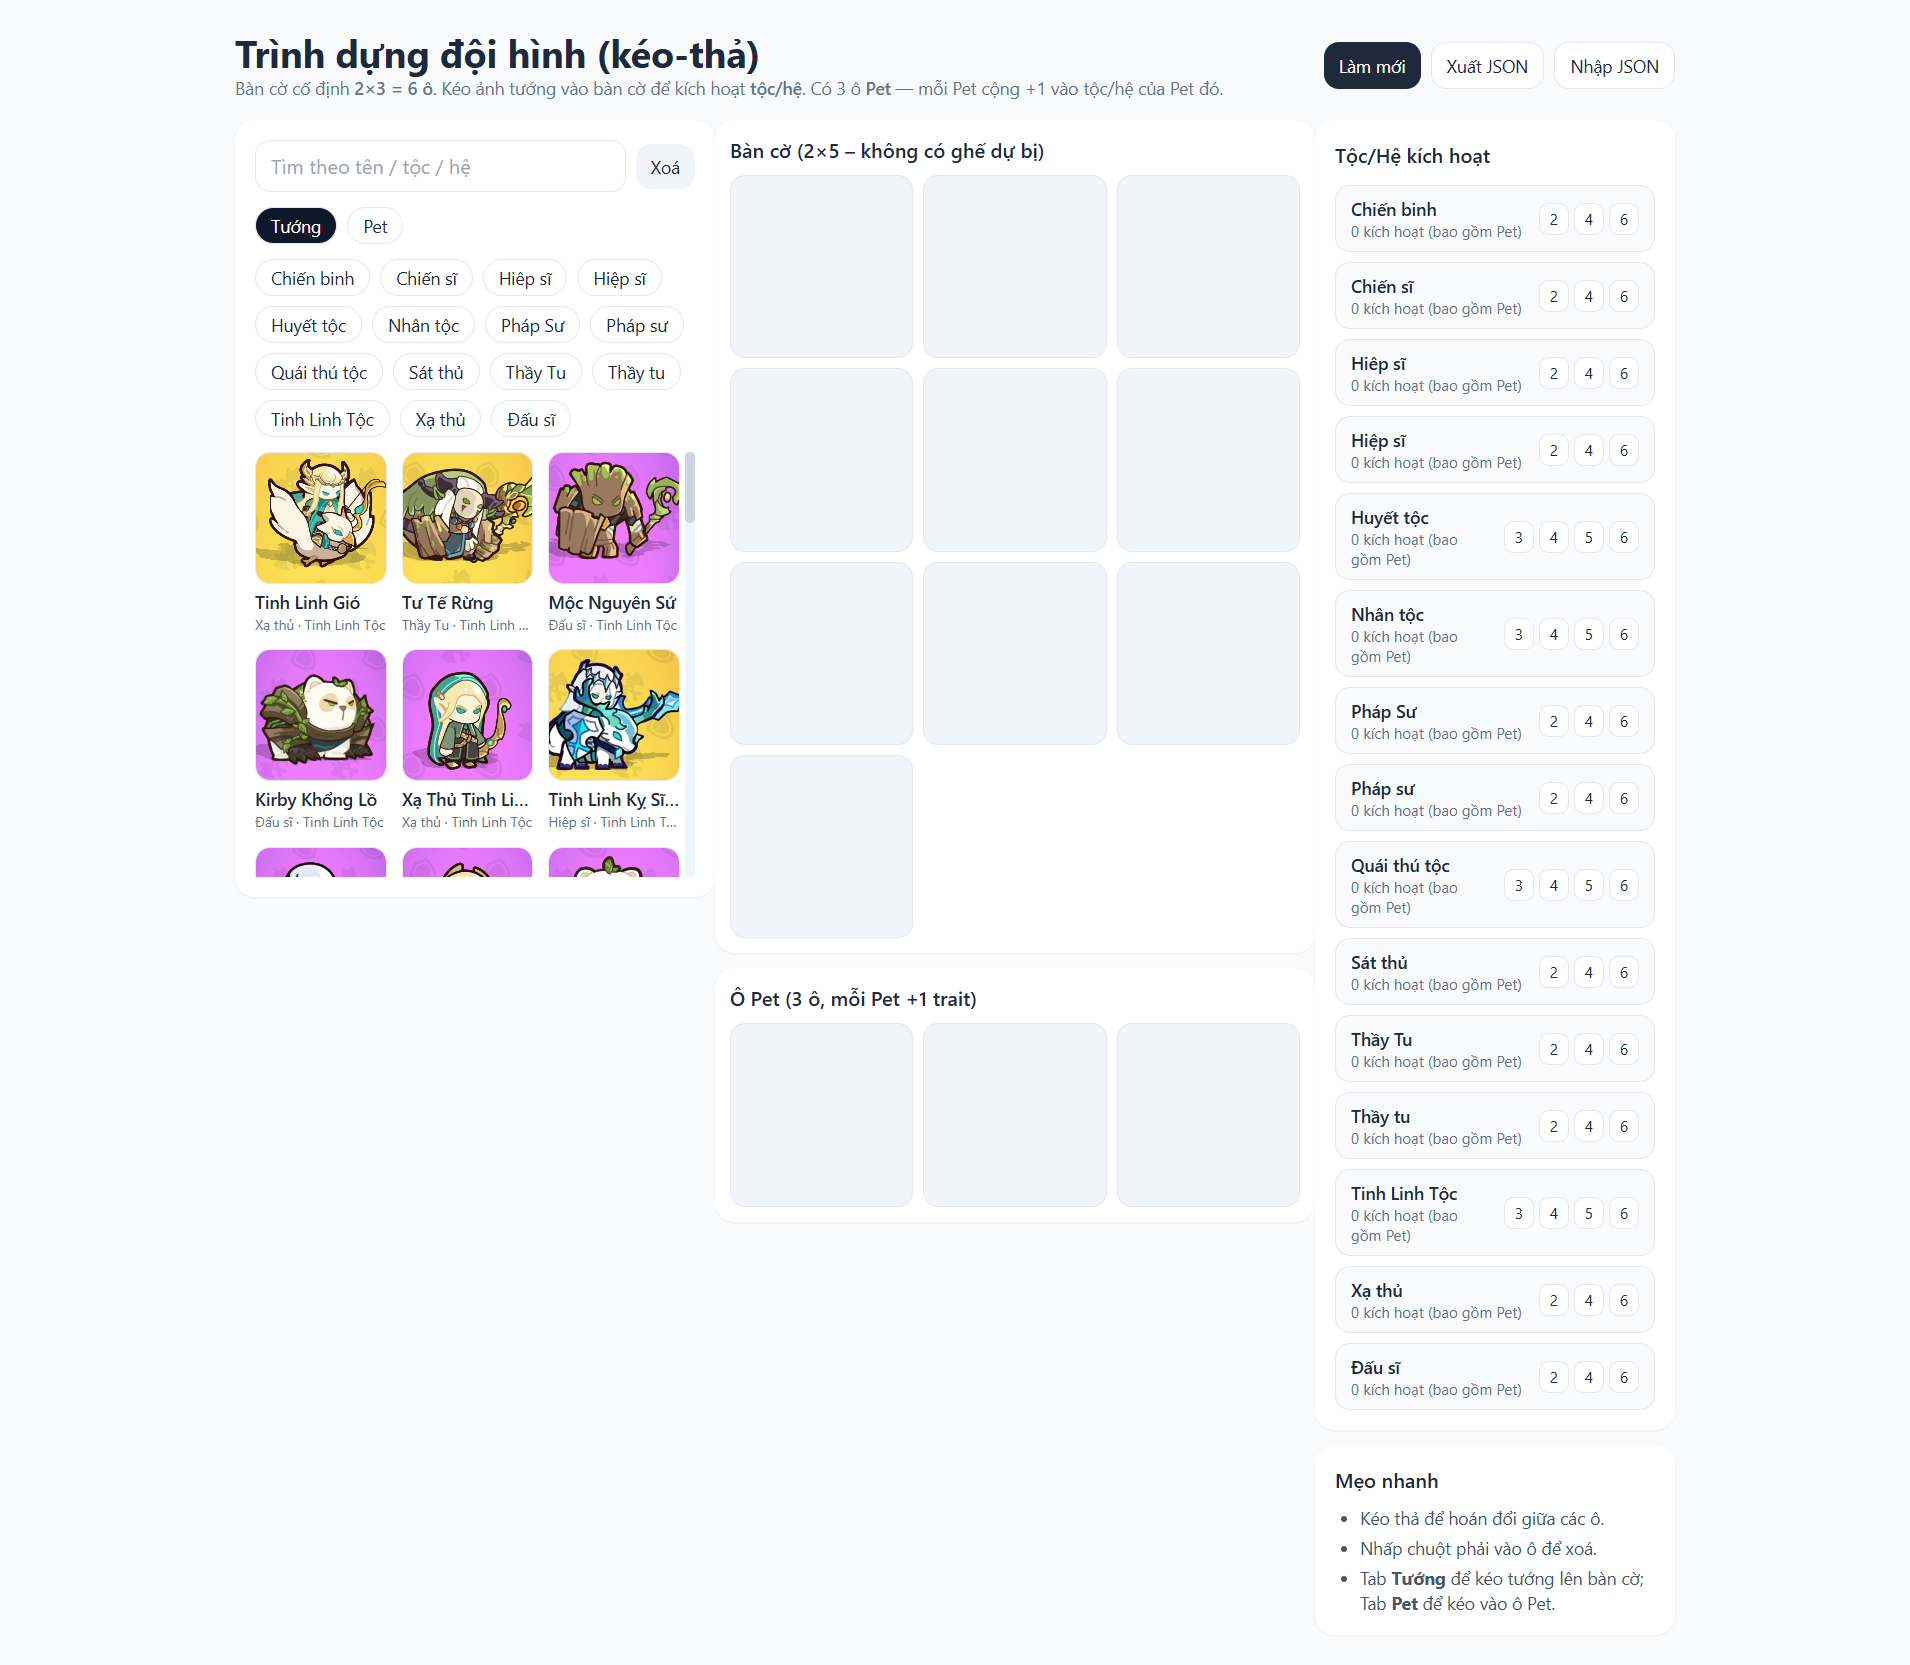 Trình dựng đội hình (kéo-thả)
Bàn cờ cố định 2×3 = 6 ô. Kéo ảnh tướng vào bàn cờ để kích hoạt tộc/hệ. Có 3 ô Pet — mỗi Pet cộng +1 vào tộc/hệ của Pet đó.
Làm mới
Xuất JSON
Nhập JSON
Tìm theo tên / tộc / hệ
Xoá
Tướng
Pet
Chiến binh
Chiến sĩ
Hiêp sĩ
Hiệp sĩ
Huyết tộc
Nhân tộc
Pháp Sư
Pháp sư
Quái thú tộc
Sát thủ
Thầy Tu
Thầy tu
Tinh Linh Tộc
Xạ thủ
Đấu sĩ
Tinh Linh Gió
Xạ thủ · Tinh Linh Tộc
Tư Tế Rừng
Thầy Tu · Tinh Linh ...
Mộc Nguyên Sứ
Đấu sĩ · Tinh Linh Tộc
Kirby Khổng Lồ
Đấu sĩ · Tinh Linh Tộc
Xạ Thủ Tinh Li...
Xạ thủ · Tinh Linh Tộc
Tinh Linh Kỵ Sĩ...
Hiệp sĩ · Tinh Linh T...
Bàn cờ (2×5 – không có ghế dự bị)
Ô Pet (3 ô, mỗi Pet +1 trait)
Tộc/Hệ kích hoạt
Chiến binh
0 kích hoạt (bao gồm Pet)
2 4 6
Chiến sĩ
0 kích hoạt (bao gồm Pet)
2 4 6
Hiêp sĩ
0 kích hoạt (bao gồm Pet)
2 4 6
Hiệp sĩ
0 kích hoạt (bao gồm Pet)
2 4 6
Huyết tộc
0 kích hoạt (bao
gồm Pet)
3 4 5 6
Nhân tộc
0 kích hoạt (bao
gồm Pet)
3 4 5 6
Pháp Sư
0 kích hoạt (bao gồm Pet)
2 4 6
Pháp sư
0 kích hoạt (bao gồm Pet)
2 4 6
Quái thú tộc
0 kích hoạt (bao
gồm Pet)
3 4 5 6
Sát thủ
0 kích hoạt (bao gồm Pet)
2 4 6
Thầy Tu
0 kích hoạt (bao gồm Pet)
2 4 6
Thầy tu
0 kích hoạt (bao gồm Pet)
2 4 6
Tinh Linh Tộc
0 kích hoạt (bao
gồm Pet)
3 4 5 6
Xạ thủ
0 kích hoạt (bao gồm Pet)
2 4 6
Đấu sĩ
0 kích hoạt (bao gồm Pet)
2 4 6
Mẹo nhanh
• Kéo thả để hoán đổi giữa các ô.
• Nhấp chuột phải vào ô để xoá.
• Tab Tướng để kéo tướng lên bàn cờ;
Tab Pet để kéo vào ô Pet.